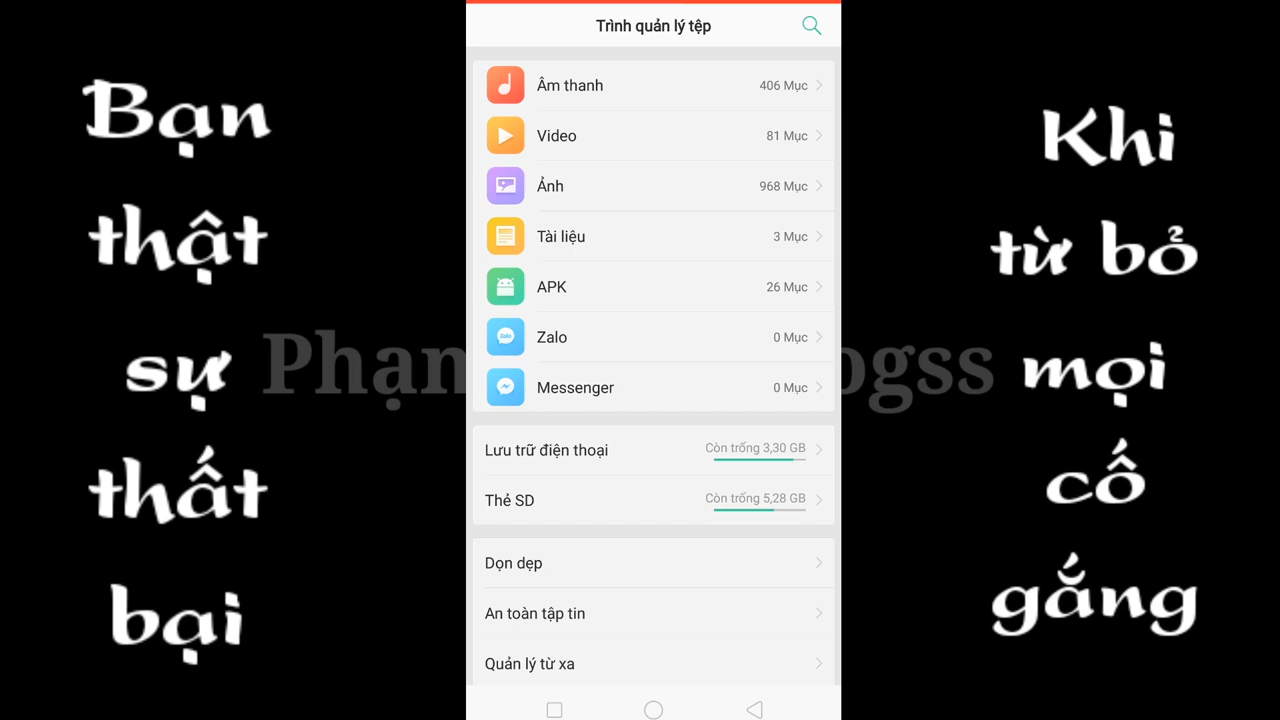 Bạn
thật
sự
thất
bại
Trình quản lý tệp
Âm thanh 406 Mục
Video 81 Mục
Ảnh 968 Mục
Tài liệu 3 Mục
APK 26 Mục
Zalo 0 Mục
Messenger 0 Mục
Lưu trữ điện thoại Còn trống 3,30 GB
Thẻ SD Còn trống 5,28 GB
Dọn dẹp
An toàn tập tin
Quản lý từ xa
Khi
từ bỏ
mọi
cố
gắng